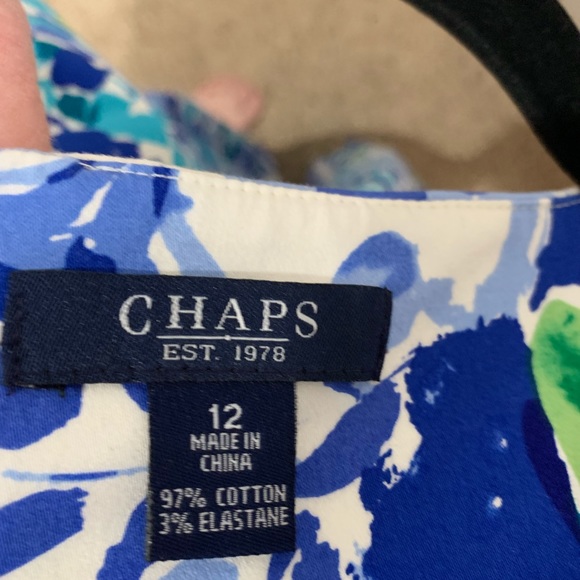 CHAPS
EST. 1978
12
MADE IN
CHINA
97% COTTON
3% ELASTANE